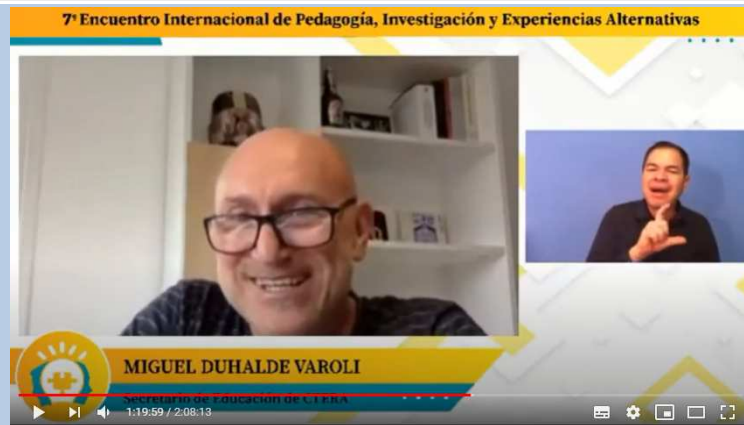 7º Encuentro Internacional de Pedagogía, Investigación y Experiencias Alternativas
MIGUEL DUHALDE VAROLI
Secretario de Educación de CTERA
1:19:59 / 2:08:13